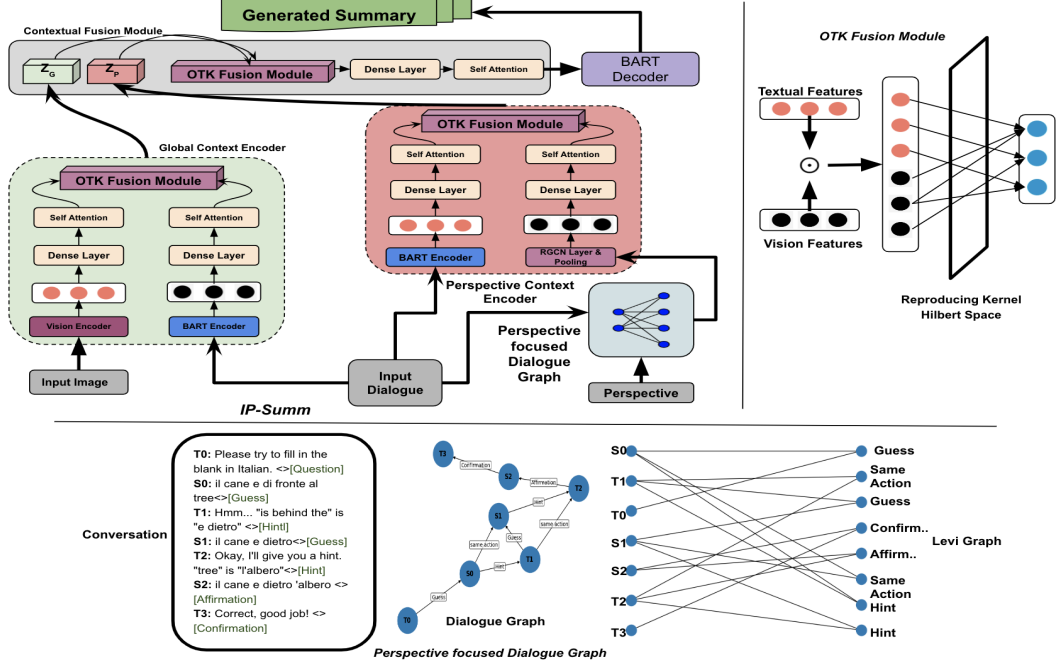 Generated Summary
Contextual Fusion Module
Z_G
Z_P
OTK Fusion Module
Dense Layer
Self Attention
BART
Decoder
Global Context Encoder
OTK Fusion Module
Self Attention
Self Attention
Dense Layer
Dense Layer
Vision Encoder
BART Encoder
Input Image
OTK Fusion Module
Self Attention
Self Attention
Dense Layer
Dense Layer
BART Encoder
RGCN Layer &
Pooling
Perspective Context
Encoder
Perspective
focused
Dialogue
Graph
Input
Dialogue
Perspective
IP-Summ
OTK Fusion Module
Textual Features
Vision Features
Reproducing Kernel
Hilbert Space
Conversation
T0: Please try to fill in the
blank in Italian. <>[Question]
S0: il cane e di fronte al
tree<>[Guess]
T1: Hmm... "is behind the" is
"e dietro" <>[Hintl]
S1: il cane e dietro<>[Guess]
T2: Okay, I'll give you a hint.
"tree" is "l'albero"<>[Hint]
S2: il cane e dietro 'albero <>
[Affirmation]
T3: Correct, good job! <>
[Confirmation]
T3
Confirmation
S2
Affirmation
T2
Hint
S1
same action
same action
Guess
T1
S0
Hint
Guess
T0
Dialogue Graph
Perspective focused Dialogue Graph
S0
T1
T0
S1
S2
T2
T3
Guess
Same
Action
Guess
Confirm..
Affirm..
Same
Action
Hint
Hint
Levi Graph